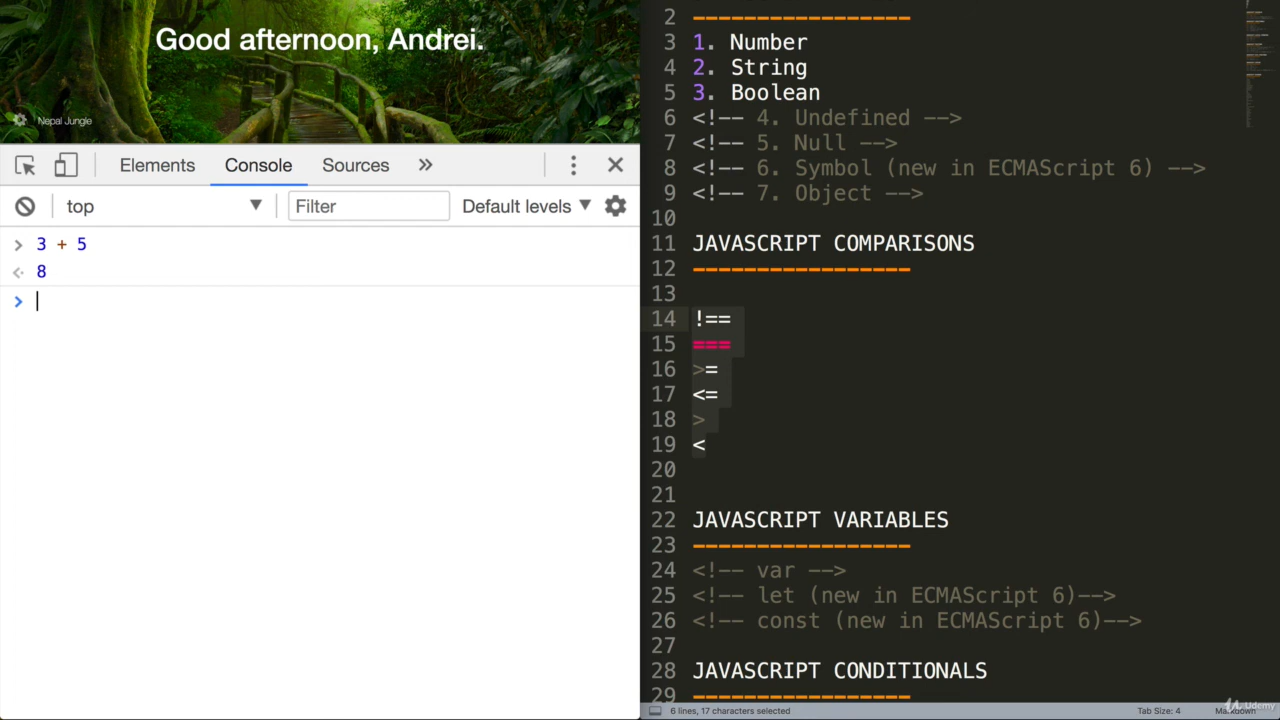 Good afternoon, Andrei.
Nepal Jungle
Elements Console Sources »
top Filter Default levels
> 3 + 5
< 8
>
2 -----------------
3 1. Number
4 2. String
5 3. Boolean
6 <!-- 4. Undefined -->
7 <!-- 5. Null -->
8 <!-- 6. Symbol (new in ECMAScript 6) -->
9 <!-- 7. Object -->
10
11 JAVASCRIPT COMPARISONS
12 -----------------
13
14 !==
15 ===
16 >=
17 <=
18 >
19 <
20
21
22 JAVASCRIPT VARIABLES
23 -----------------
24 <!-- var -->
25 <!-- let (new in ECMAScript 6)-->
26 <!-- const (new in ECMAScript 6)-->
27
28 JAVASCRIPT CONDITIONALS
29 -----------------
6 lines, 17 characters selected
Tab Size: 4
Markdown
Udemy